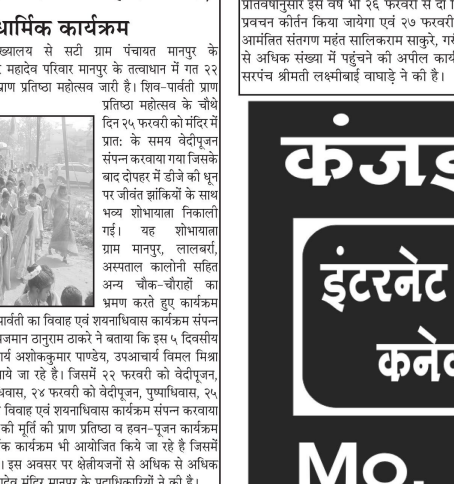 धार्मिक कार्यक्रम
ख्यालय से सटी ग्राम पंचायत मानपुर के
महादेव परिवार मानपुर के तत्वाधान में गत २२
प्राण प्रतिष्ठा महोत्सव जारी है। शिव-पार्वती प्राण
प्रतिष्ठा महोत्सव के चौथे
दिन २५ फरवरी को मंदिर में
प्रात: के समय वेदीपूजन
संपन्न करवाया गया जिसके
बाद दोपहर में डीजे की धून
पर जीवंत झांकियों के साथ
भव्य शोभायात्रा निकाली
गई। यह शोभायात्रा
ग्राम मानपुर, लालबर्रा,
अस्पताल कालोनी सहित
अन्य चौक-चौराहों का
भ्रमण करते हुए कार्यक्रम
पार्वती का विवाह एवं शयनाधिवास कार्यक्रम संपन्न
जमान ठानुराम ठाकरे ने बताया कि इस ५ दिवसीय
र्य अशोककुमार पाण्डेय, उपआचार्य विमल मिश्रा
ाये जा रहे है। जिसमें २२ फरवरी को वेदीपूजन,
धिवास, २४ फरवरी को वेदीपूजन, पुष्पाधिवास, २५
विवाह एवं शयनाधिवास कार्यक्रम संपन्न करवाया
की मूर्ति की प्राण प्रतिष्ठा व हवन-पूजन कार्यक्रम
क कार्यक्रम भी आयोजित किये जा रहे है जिसमें
। इस अवसर पर क्षेत्रीयजनों से अधिक से अधिक
देव मंदिर मानपुर के पदाधिकारियों ने की है।
प्रतिवर्षानुसार इस वर्ष भी २६ फरवरी से दो
प्रवचन कीर्तन किया जायेगा एवं २७ फरवरी
आमंत्रित संतगण महंत सालिकराम साकुरे,
से अधिक संख्या में पहुंचने की अपील
सरपंच श्रीमती लक्ष्मीबाई वाघाड़े ने की है।
कंजई
इंटरनेट
कने
Mo.